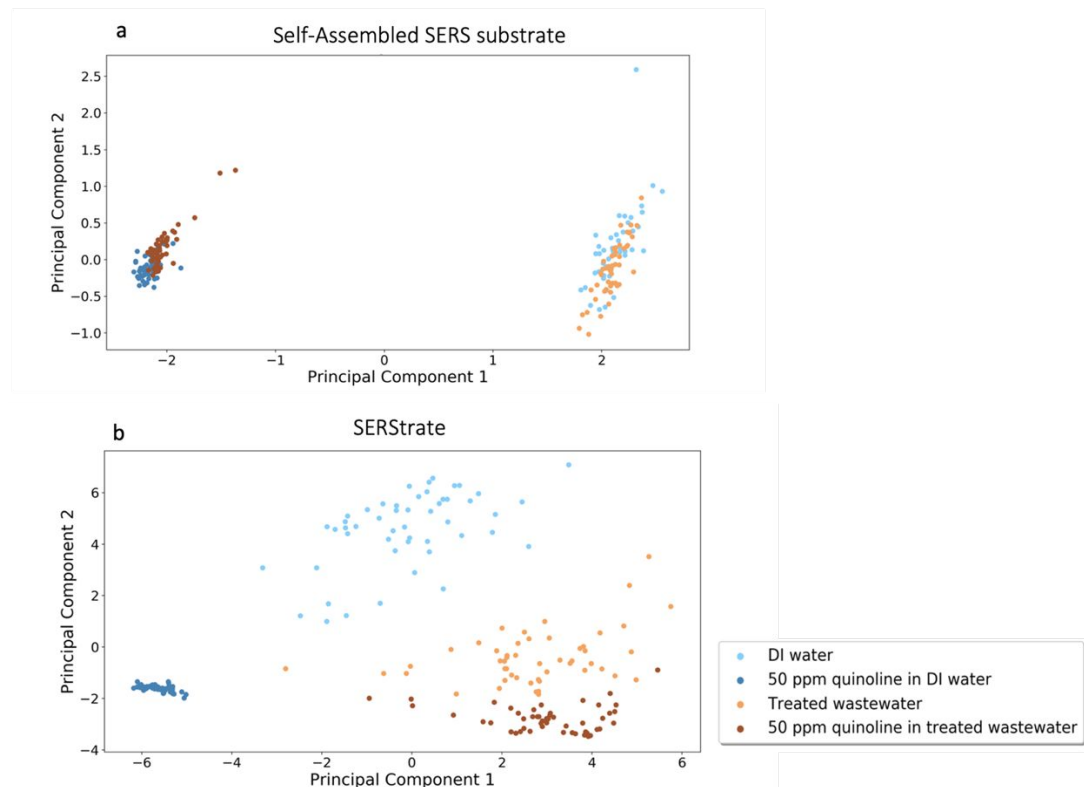 a
Self-Assembled SERS substrate
Principal Component 2
2.5
2.0
1.5
1.0
0.5
0.0
−0.5
−1.0
−2
−1
0
1
2
Principal Component 1
b
SERStrate
Principal Component 2
6
4
2
0
−2
−4
−6
−4
−2
0
2
4
6
Principal Component 1
DI water
50 ppm quinoline in DI water
Treated wastewater
50 ppm quinoline in treated wastewater